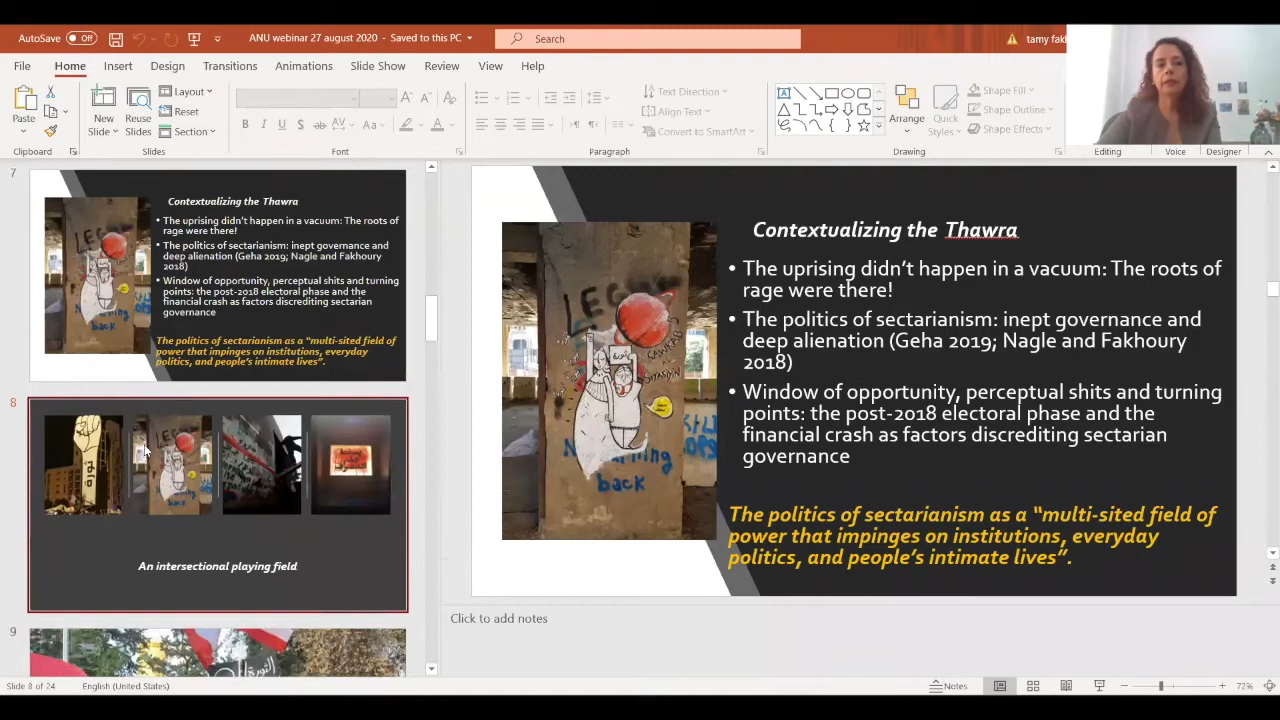 AutoSave
Off
ANU webinar 27 august 2020 - Saved to this PC
Search
tamy fakh
File
Home
Insert
Design
Transitions
Animations
Slide Show
Review
View
Help
Paste
New
Slide
Reuse
Slides
Layout
Reset
Section
B I U S ab AV Aa A
Text Direction
Align Text
Convert to SmartArt
Arrange
Quick
Styles
Shape Fill
Shape Outline
Shape Effects
Clipboard
Slides
Font
Paragraph
Drawing
Editing
Voice
Designer
7
Contextualizing the Thawra
• The uprising didn't happen in a vacuum: The roots of
rage were there!
• The politics of sectarianism: inept governance and
deep alienation (Geha 2019; Nagle and Fakhoury
2018)
• Window of opportunity, perceptual shits and turning
points: the post-2018 electoral phase and the
financial crash as factors discrediting sectarian
governance
The politics of sectarianism as a "multi-sited field of
power that impinges on institutions, everyday
politics, and people's intimate lives".
8
An intersectional playing field
9
Contextualizing the Thawra
• The uprising didn't happen in a vacuum: The roots of
rage were there!
• The politics of sectarianism: inept governance and
deep alienation (Geha 2019; Nagle and Fakhoury
2018)
• Window of opportunity, perceptual shits and turning
points: the post-2018 electoral phase and the
financial crash as factors discrediting sectarian
governance
The politics of sectarianism as a "multi-sited field of
power that impinges on institutions, everyday
politics, and people's intimate lives".
KAWKAB
back
Click to add notes
Slide 8 of 24
English (United States)
Notes
72%